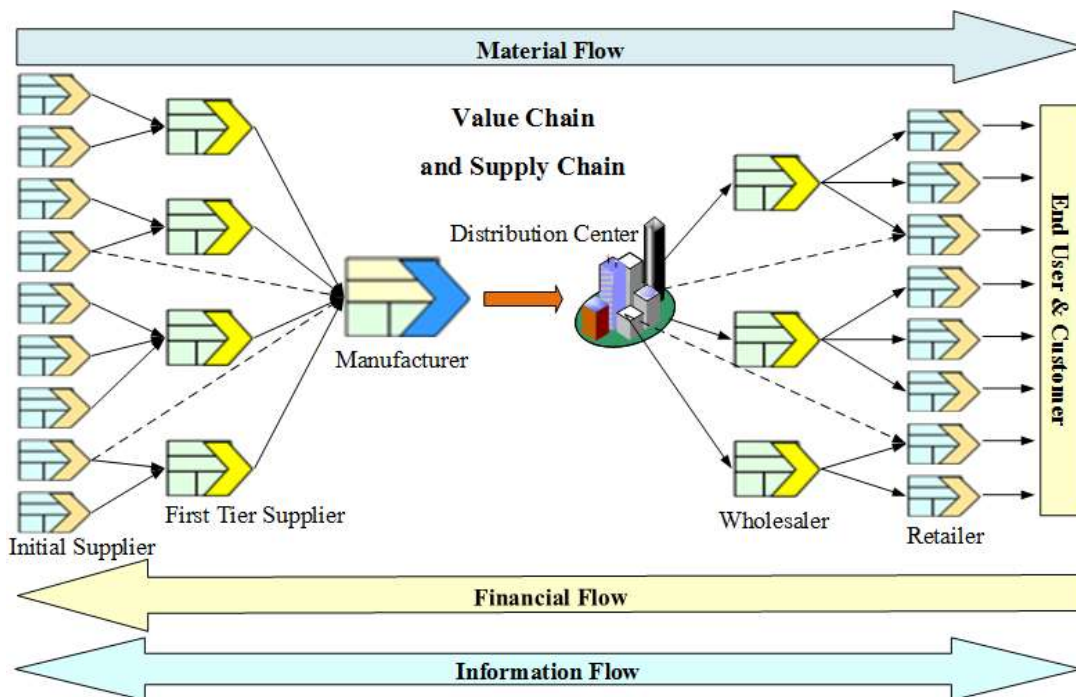 Material Flow
Value Chain
and Supply Chain
Distribution Center
Manufacturer
First Tier Supplier
Initial Supplier
Wholesaler
Retailer
End User & Customer
Financial Flow
Information Flow